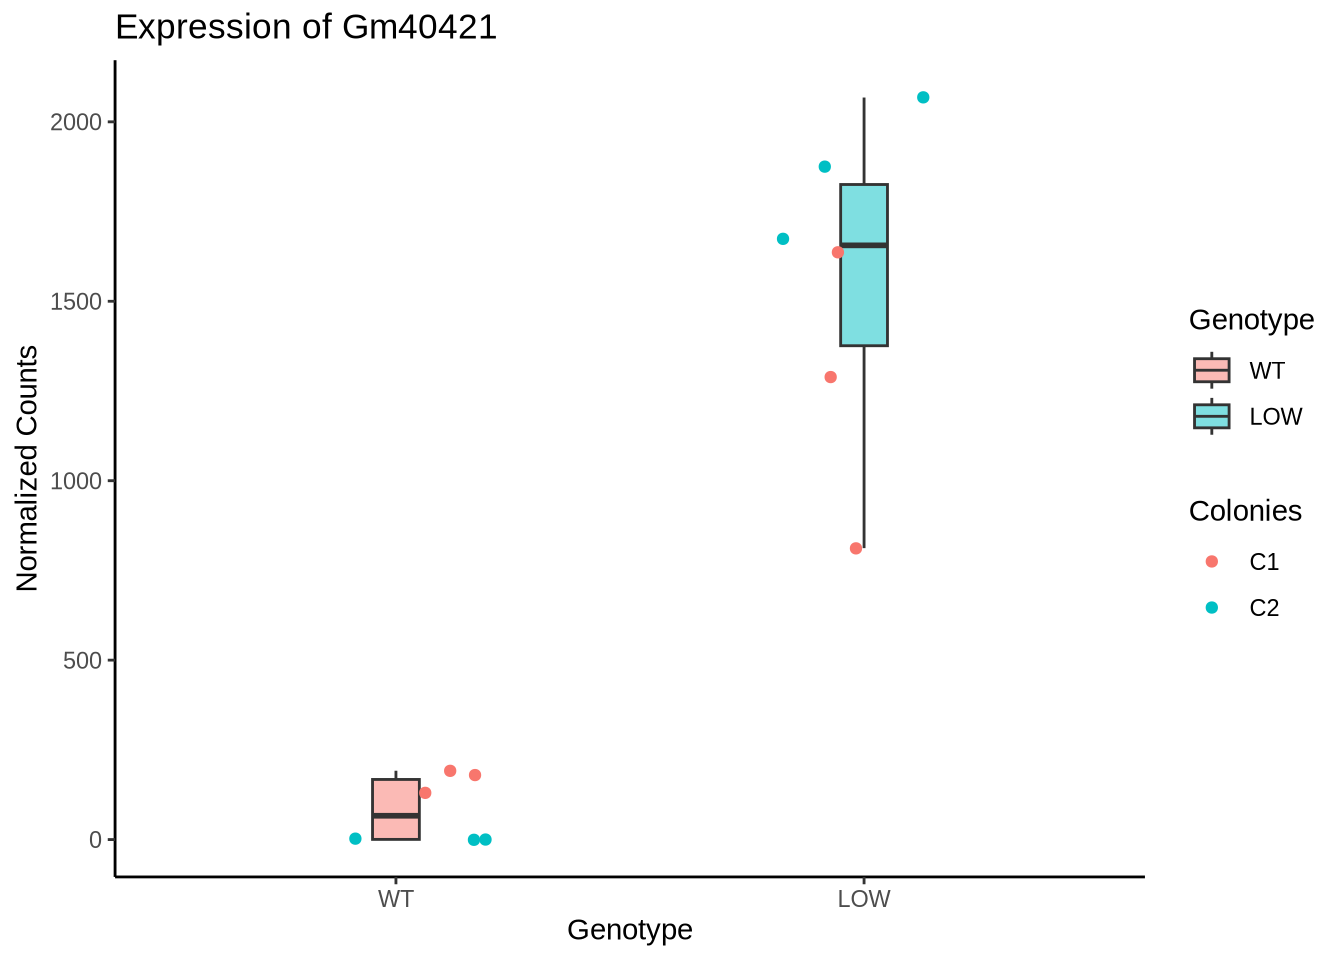 Expression of Gm40421
Normalized Counts
2000
1500
1000
500
0
WT
LOW
Genotype
Genotype
WT
LOW
Colonies
C1
C2